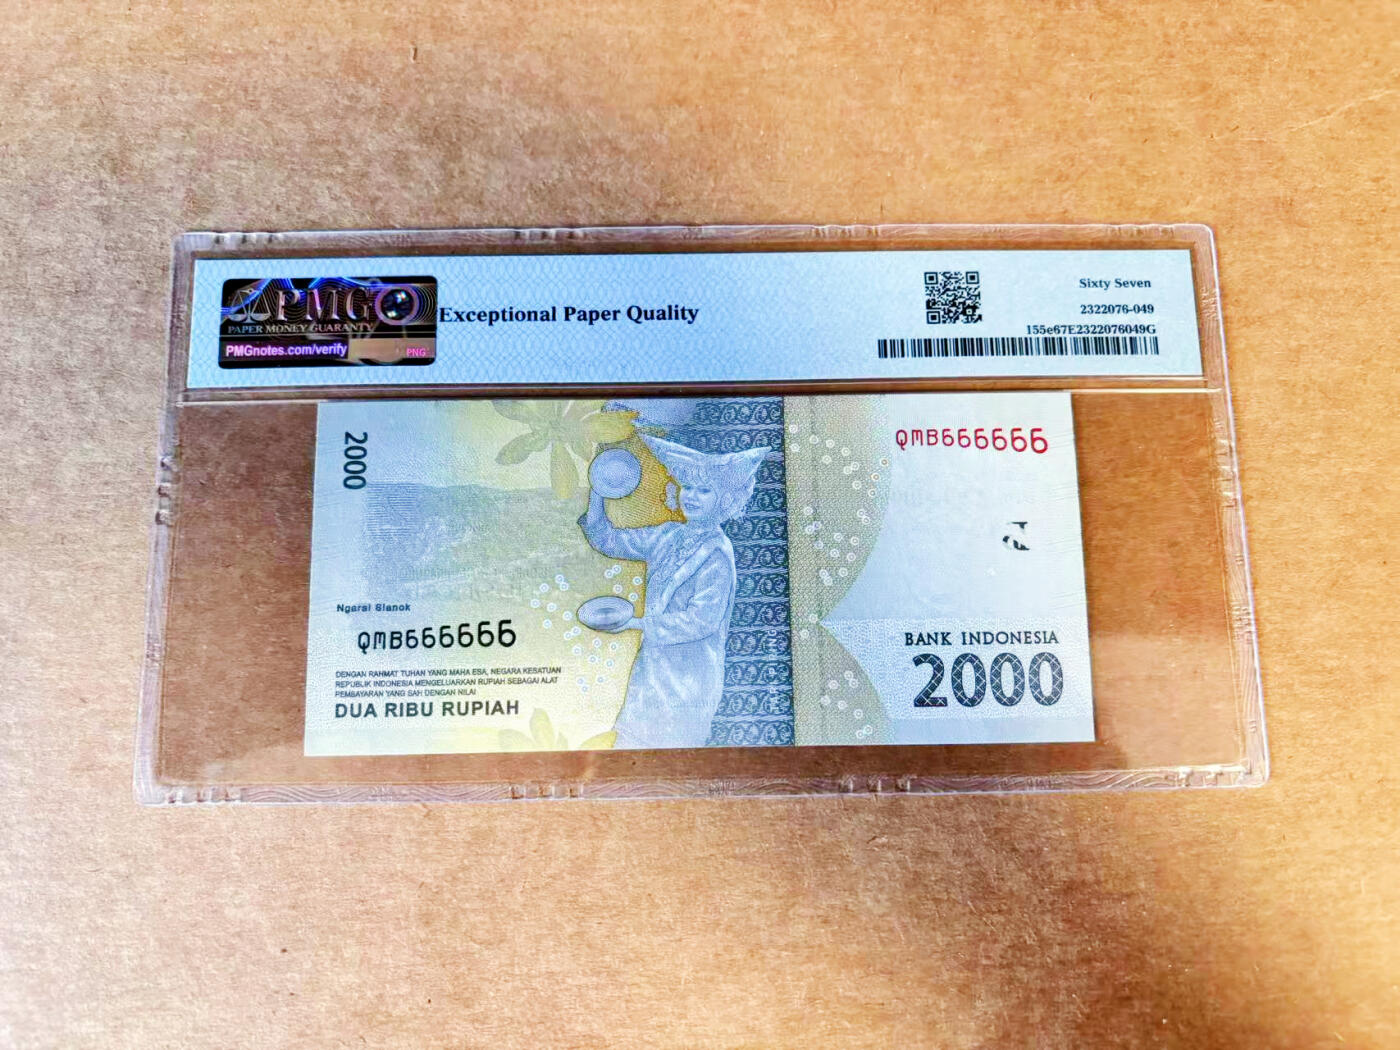 PMG
PAPER MONEY GUARANTY
PMGnotes.com/verify
PNG
Exceptional Paper Quality
Sixty Seven
2322076-049
155e67E2322076049G
2000
QMB666666
Ngarai Sianok
QMB666666
DENGAN RAHMAT TUHAN YANG MAHA ESA, NEGARA KESATUAN
REPUBLIK INDONESIA MENGELUARKAN RUPIAH SEBAGAI ALAT
PEMBAYARAN YANG SAH DENGAN NILAI
DUA RIBU RUPIAH
BANK INDONESIA
2000